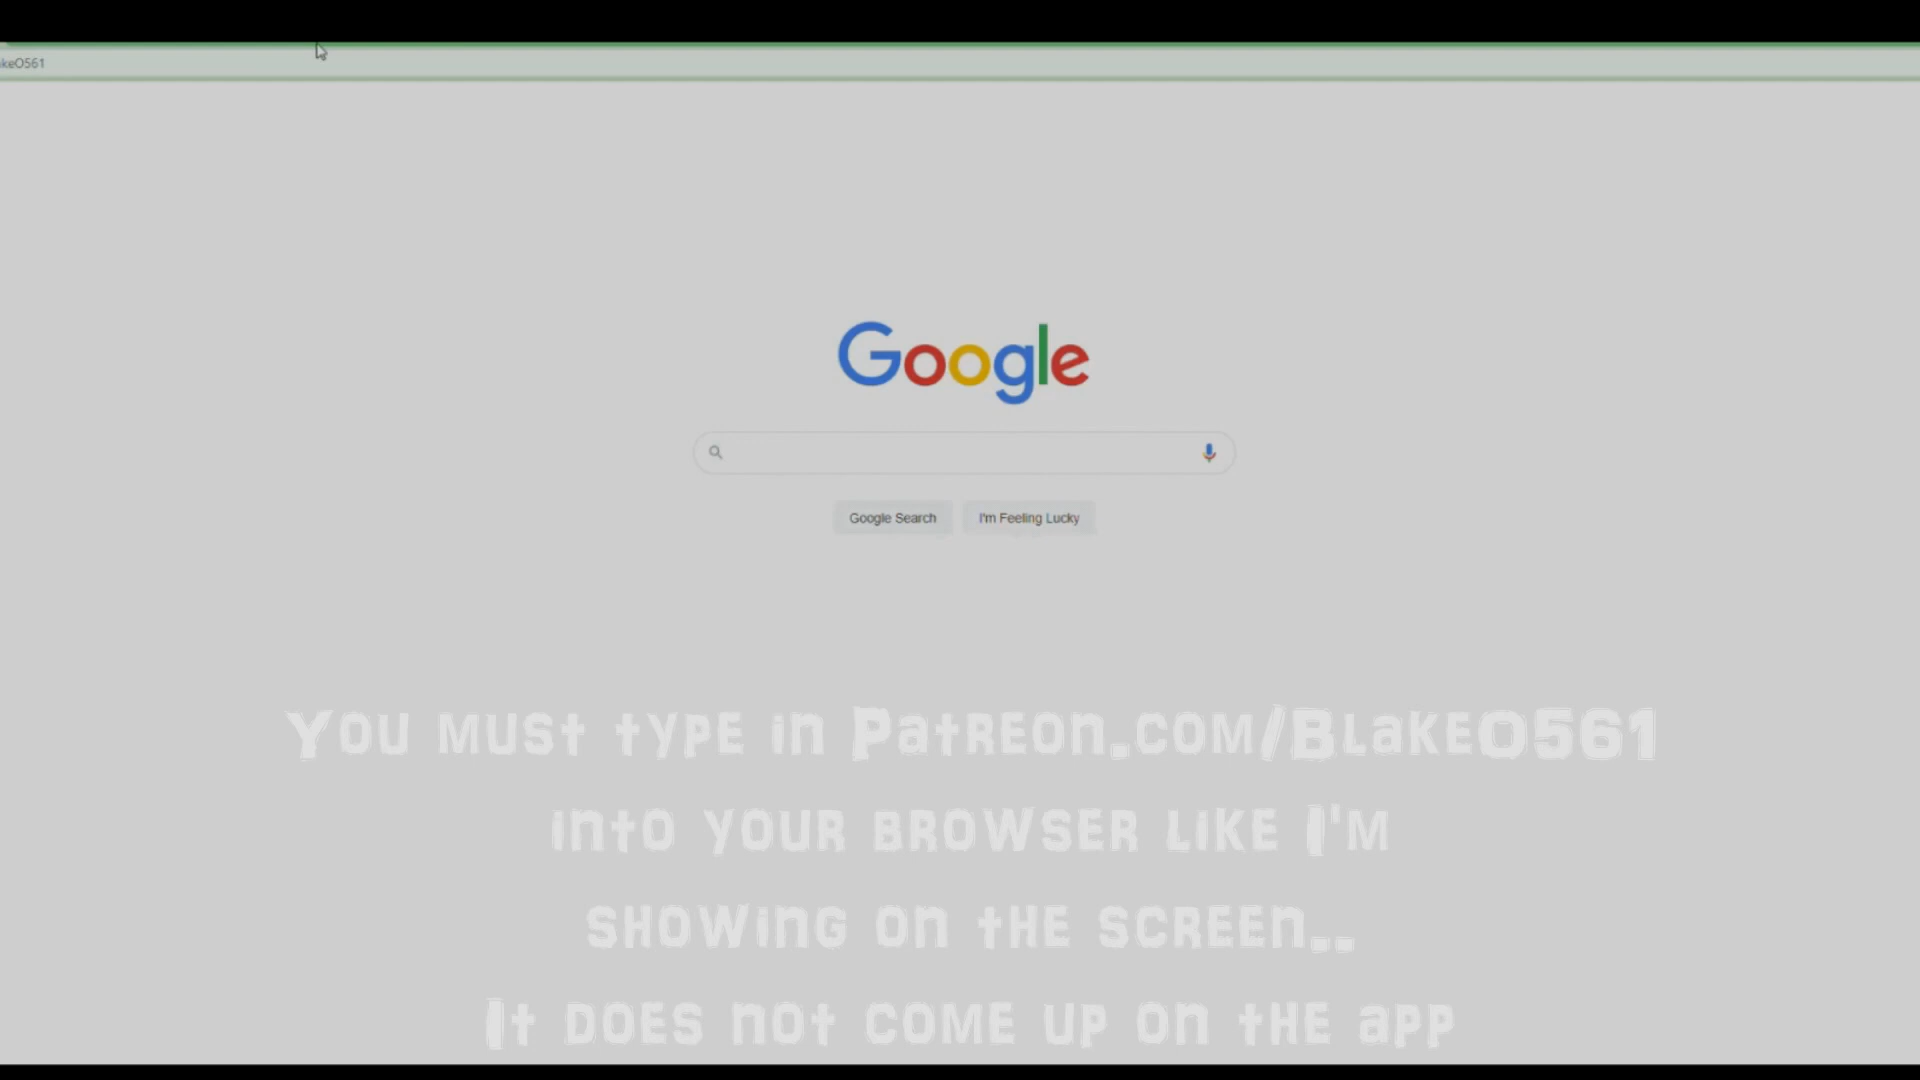 keO561
Google
Google Search
I'm Feeling Lucky
You must type in Patreon.com/BlakeO561
into your browser like I'm
showing on the screen..
It does not come up on the app